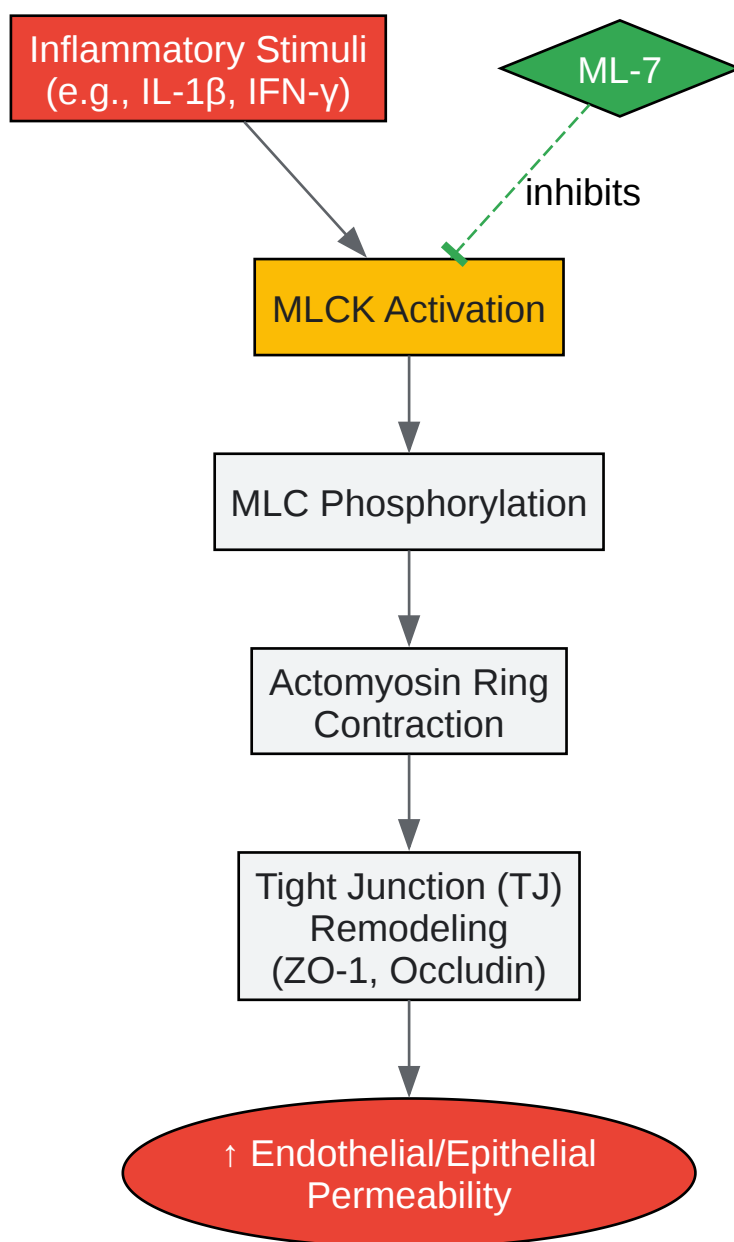 Inflammatory Stimuli
(e.g., IL-1β, IFN-γ)
ML-7
inhibits
MLCK Activation
MLC Phosphorylation
Actomyosin Ring
Contraction
Tight Junction (TJ)
Remodeling
(ZO-1, Occludin)
↑ Endothelial/Epithelial
Permeability